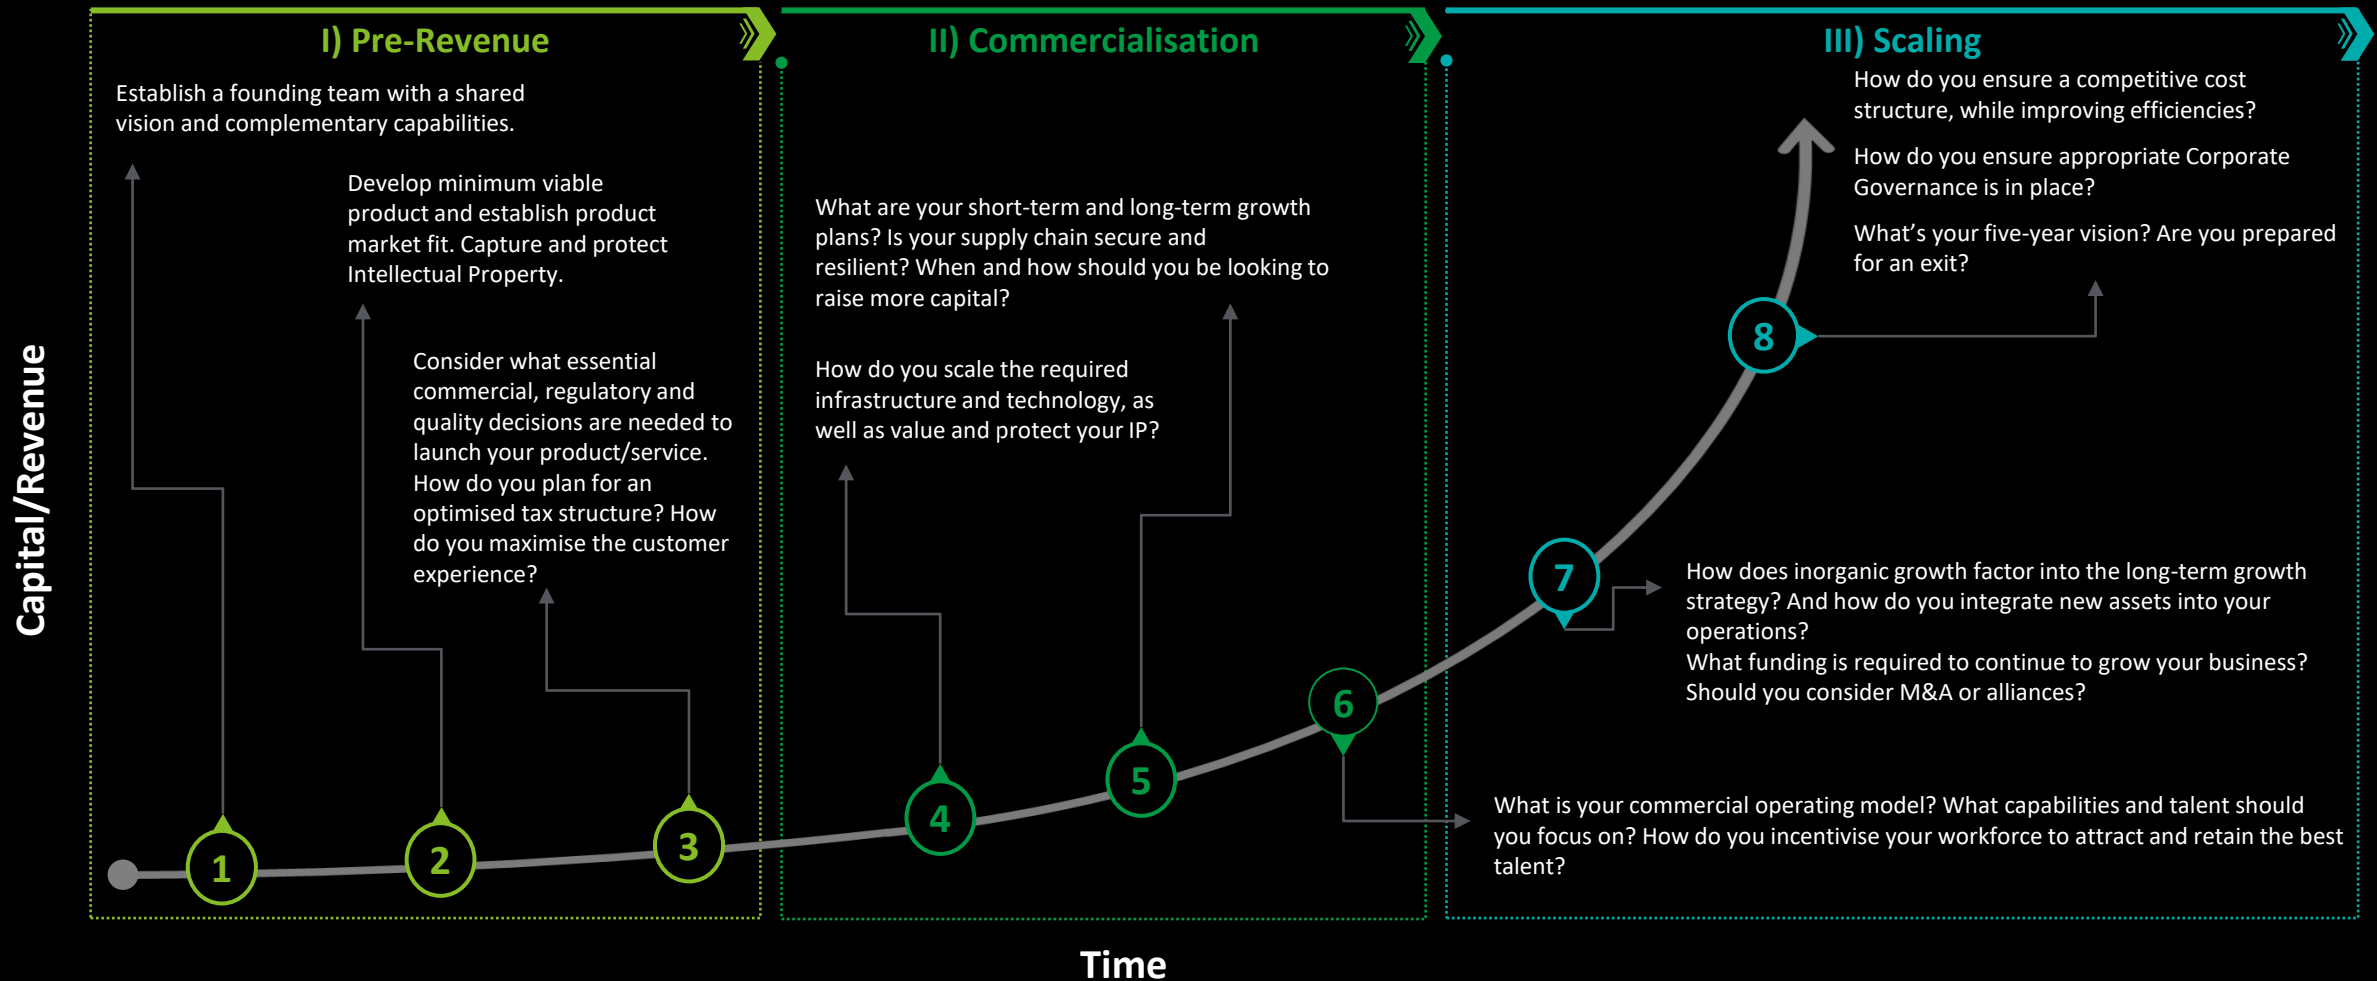 I) Pre-Revenue
Establish a founding team with a shared
vision and complementary capabilities.
Develop minimum viable
product and establish product
market fit. Capture and protect
Intellectual Property.
Consider what essential
commercial, regulatory and
quality decisions are needed to
launch your product/service.
How do you plan for an
optimised tax structure? How
do you maximise the customer
experience?
1
2
3
II) Commercialisation
What are your short-term and long-term growth
plans? Is your supply chain secure and
resilient? When and how should you be looking to
raise more capital?
How do you scale the required
infrastructure and technology, as
well as value and protect your IP?
4
5
6
III) Scaling
How do you ensure a competitive cost
structure, while improving efficiencies?
How do you ensure appropriate Corporate
Governance is in place?
What’s your five-year vision? Are you prepared
for an exit?
8
7
How does inorganic growth factor into the long-term growth
strategy? And how do you integrate new assets into your
operations?
What funding is required to continue to grow your business?
Should you consider M&A or alliances?
What is your commercial operating model? What capabilities and talent should
you focus on? How do you incentivise your workforce to attract and retain the best
talent?
Capital/Revenue
Time